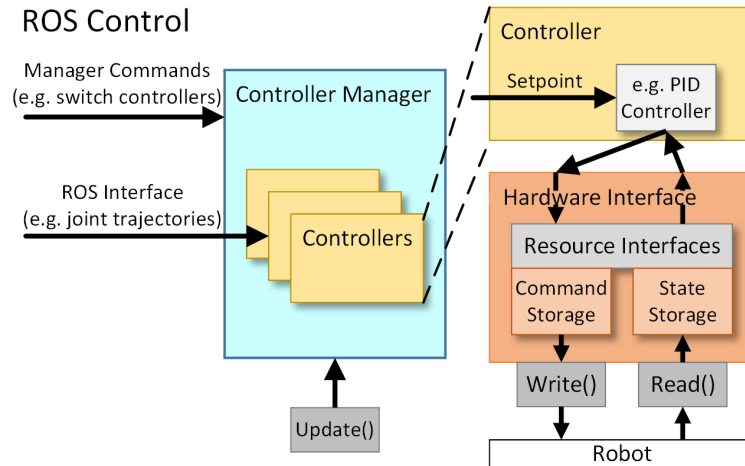 ROS Control
Manager Commands
(e.g. switch controllers)
ROS Interface
(e.g. joint trajectories)
Controller Manager
Controllers
Update()
Controller
Setpoint
e.g. PID
Controller
Hardware Interface
Resource Interfaces
Command
Storage
State
Storage
Write()
Read()
Robot